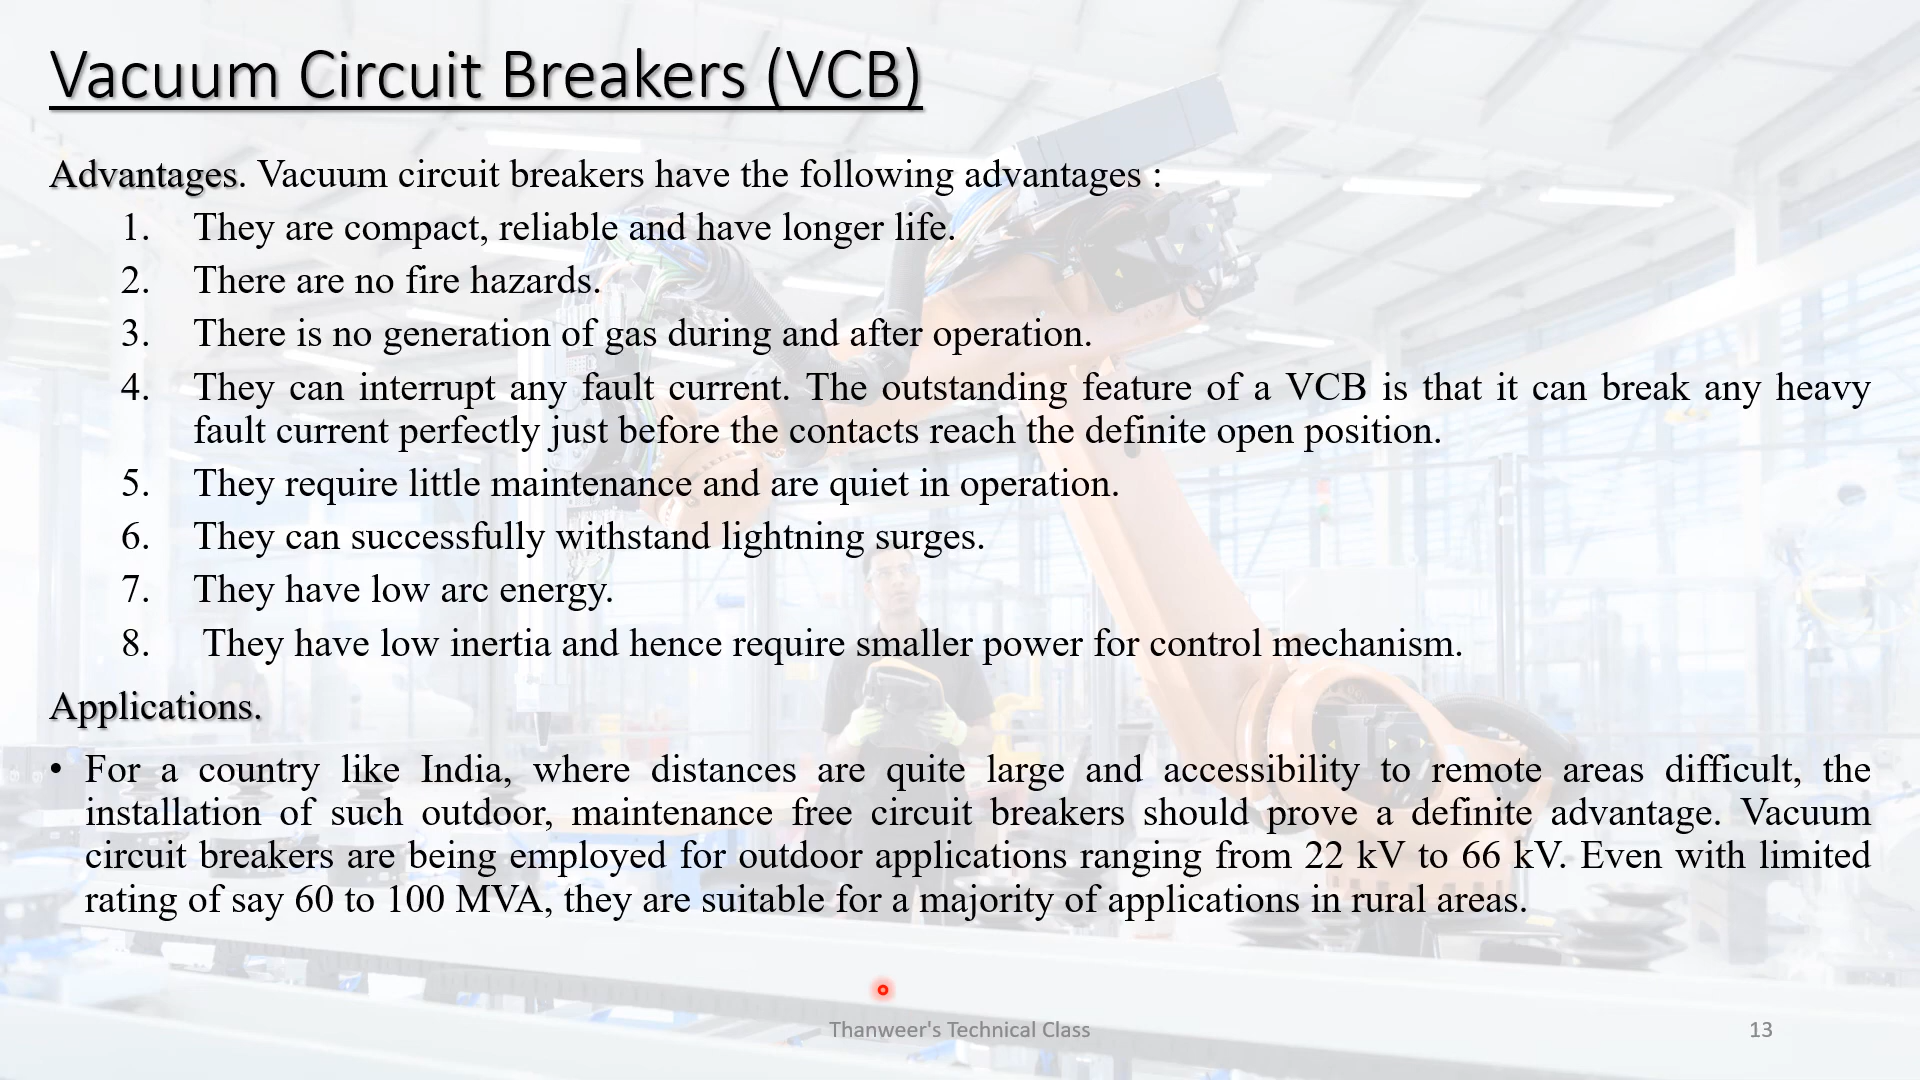 Vacuum Circuit Breakers (VCB)
Advantages. Vacuum circuit breakers have the following advantages :
1. They are compact, reliable and have longer life.
2. There are no fire hazards.
3. There is no generation of gas during and after operation.
4. They can interrupt any fault current. The outstanding feature of a VCB is that it can break any heavy
fault current perfectly just before the contacts reach the definite open position.
5. They require little maintenance and are quiet in operation.
6. They can successfully withstand lightning surges.
7. They have low arc energy.
8. They have low inertia and hence require smaller power for control mechanism.
Applications.
• For a country like India, where distances are quite large and accessibility to remote areas difficult, the
installation of such outdoor, maintenance free circuit breakers should prove a definite advantage. Vacuum
circuit breakers are being employed for outdoor applications ranging from 22 kV to 66 kV. Even with limited
rating of say 60 to 100 MVA, they are suitable for a majority of applications in rural areas.
Thanweer's Technical Class
13